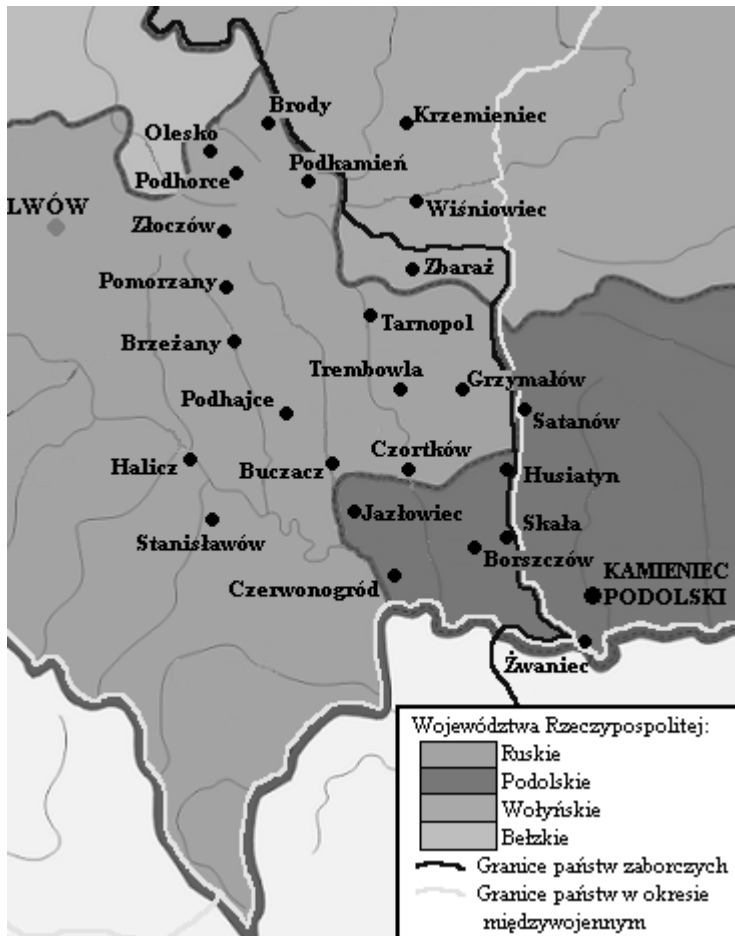 Brody
Krzemieniec
Olesko
Podkamień
Podhorce
LWÓW
Wiśniowiec
Złoczów
Zbaraż
Pomorzany
Tarnopol
Brzeżany
Trembowla
Grzymałów
Podhajce
Satanów
Czortków
Halicz
Buczacz
Husiatyn
Jazłowiec
Skała
Stanisławów
Borszczów
Czerwonogród
KAMIENIEC
PODOLSKI
Żwaniec
Województwa Rzeczypospolitej:
Ruskie
Podolskie
Wołyńskie
Bełzkie
Granice państw zaborczych
Granice państw w okresie
międzywojennym